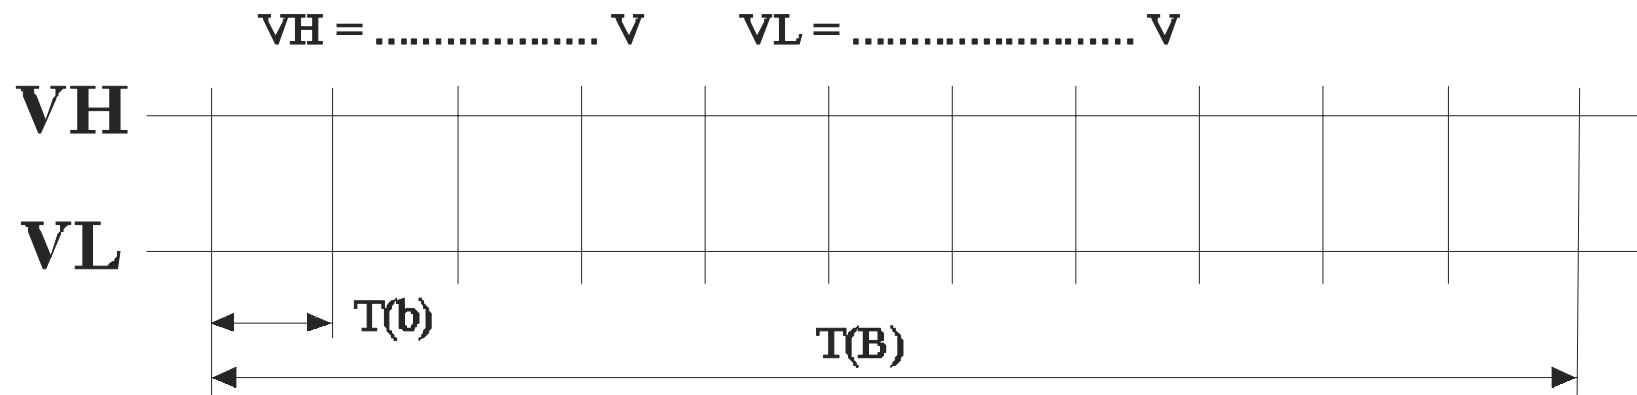 VH = ................... V VL = ........................ V
VH
VL
T(b)
T(B)